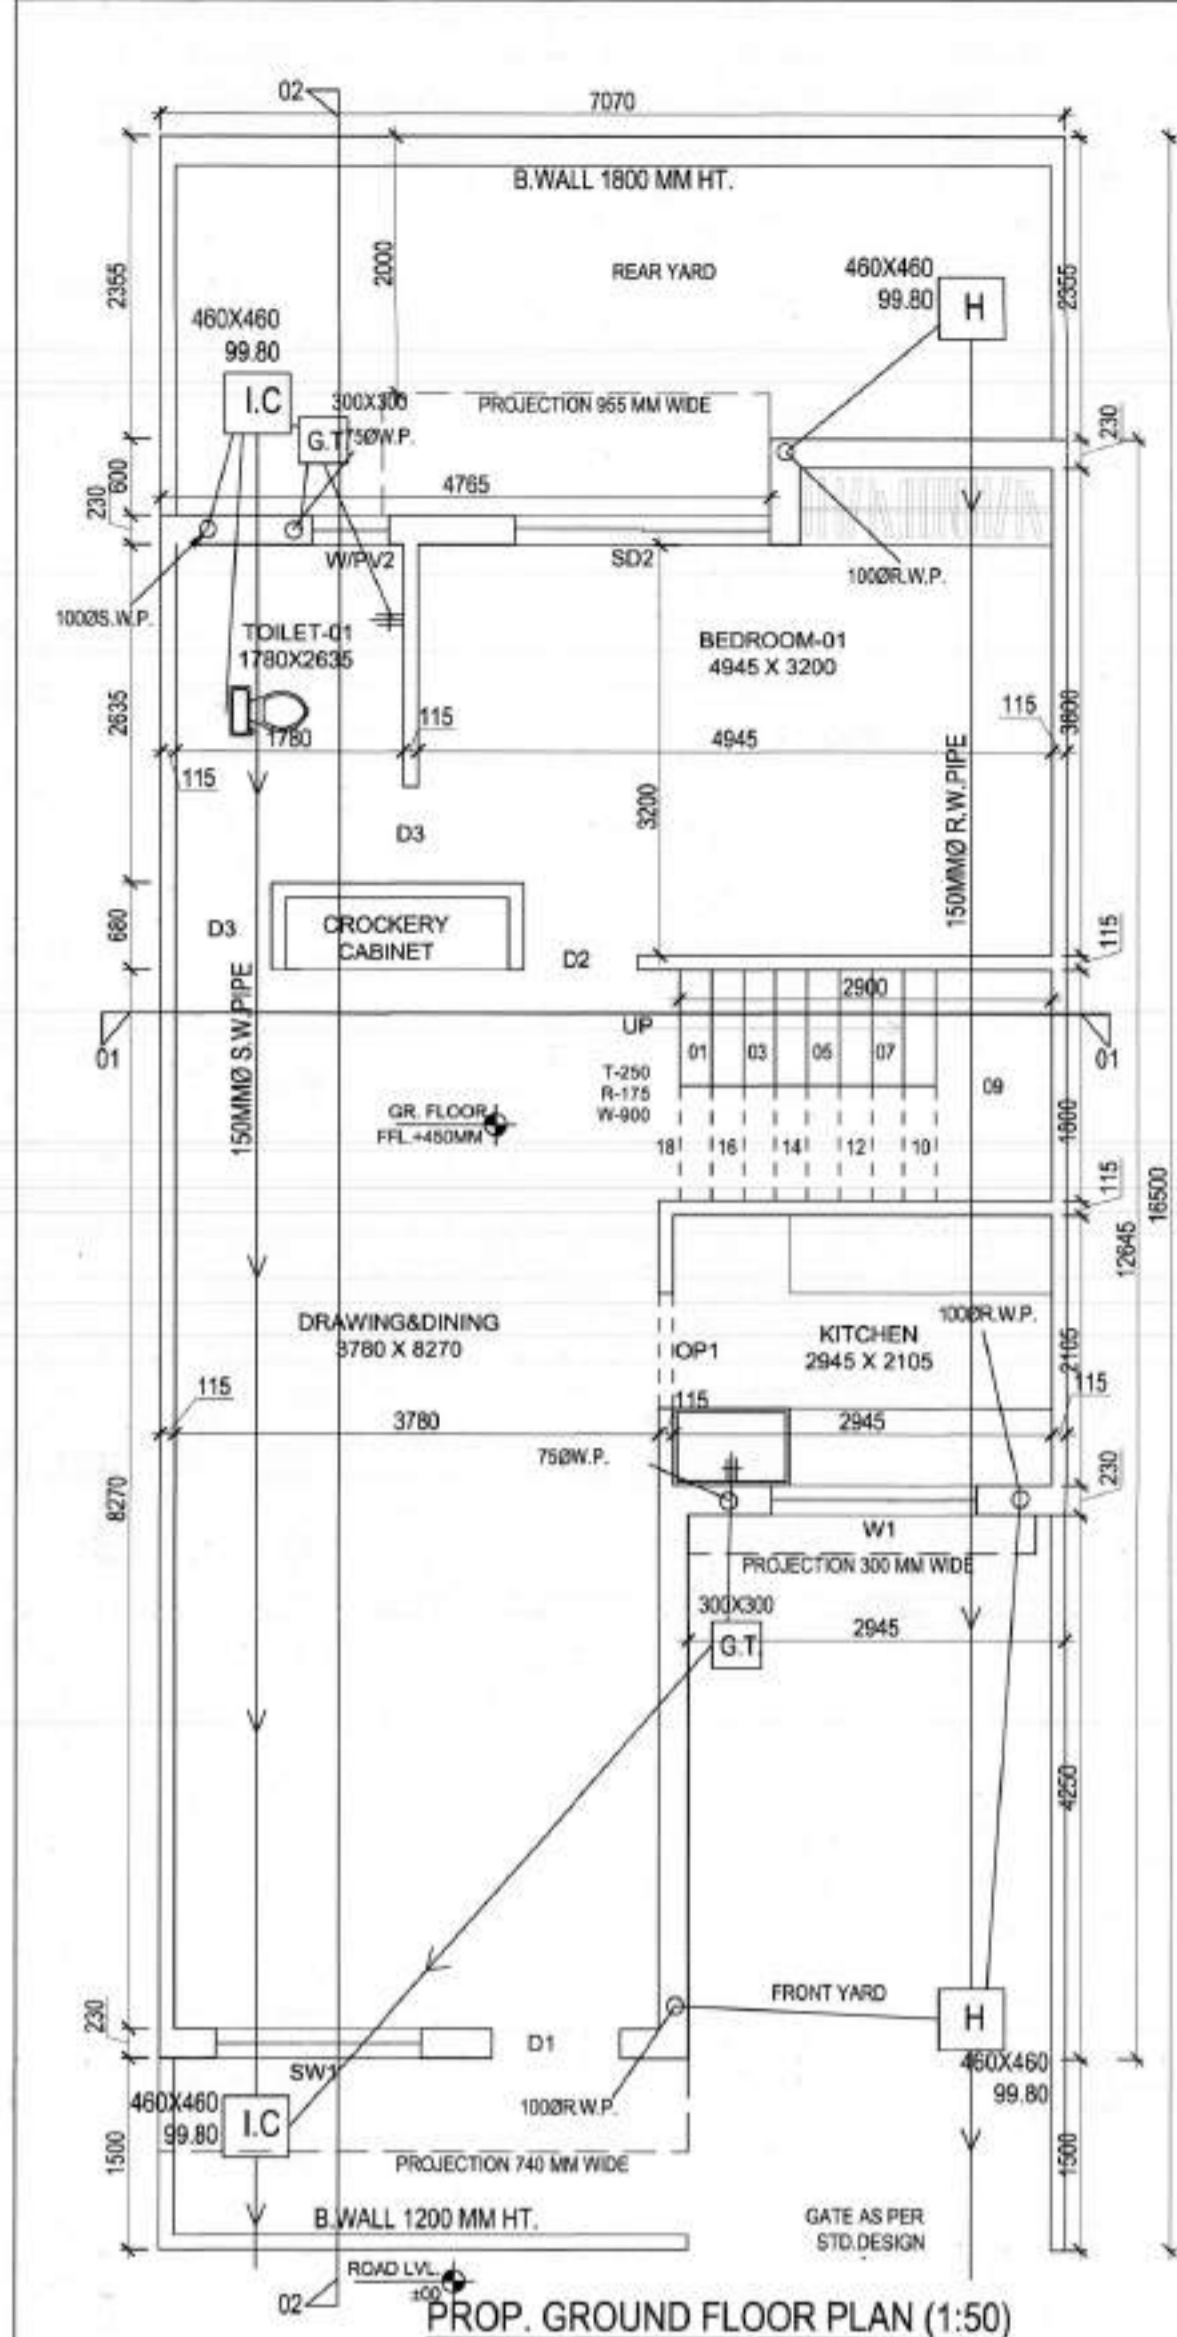 02
7070
B.WALL 1800 MM HT.
2355
2000
REAR YARD
460X460
99.80
H
2355
460X460
99.80
I.C
300X300
G.T
75ØW.P.
PROJECTION 955 MM WIDE
230
600
230
4765
W/PV2
SD2
100ØR.W.P.
100ØS.W.P.
TOILET-01
1780X2635
BEDROOM-01
4945 X 3200
2635
1780
115
4945
115
3800
115
3200
150MMØ R.W.PIPE
D3
680
D3
CROCKERY
CABINET
D2
115
2900
01
UP
01
03
05
07
09
01
T-250
R-175
W-900
150MMØ S.W.PIPE
GR. FLOOR
FFL.+450MM
18
16
14
12
10
1800
115
16500
12645
DRAWING&DINING
3780 X 8270
OP1
KITCHEN
2945 X 2105
100ØR.W.P.
2105
115
3780
115
2945
115
75ØW.P.
230
8270
W1
PROJECTION 300 MM WIDE
300X300
G.T.
2945
4250
FRONT YARD
H
460X460
99.80
230
D1
SW1
460X460
99.80
I.C
100ØR.W.P.
1500
PROJECTION 740 MM WIDE
1500
B.WALL 1200 MM HT.
GATE AS PER
STD.DESIGN
ROAD LVL.
±00
02
PROP. GROUND FLOOR PLAN (1:50)